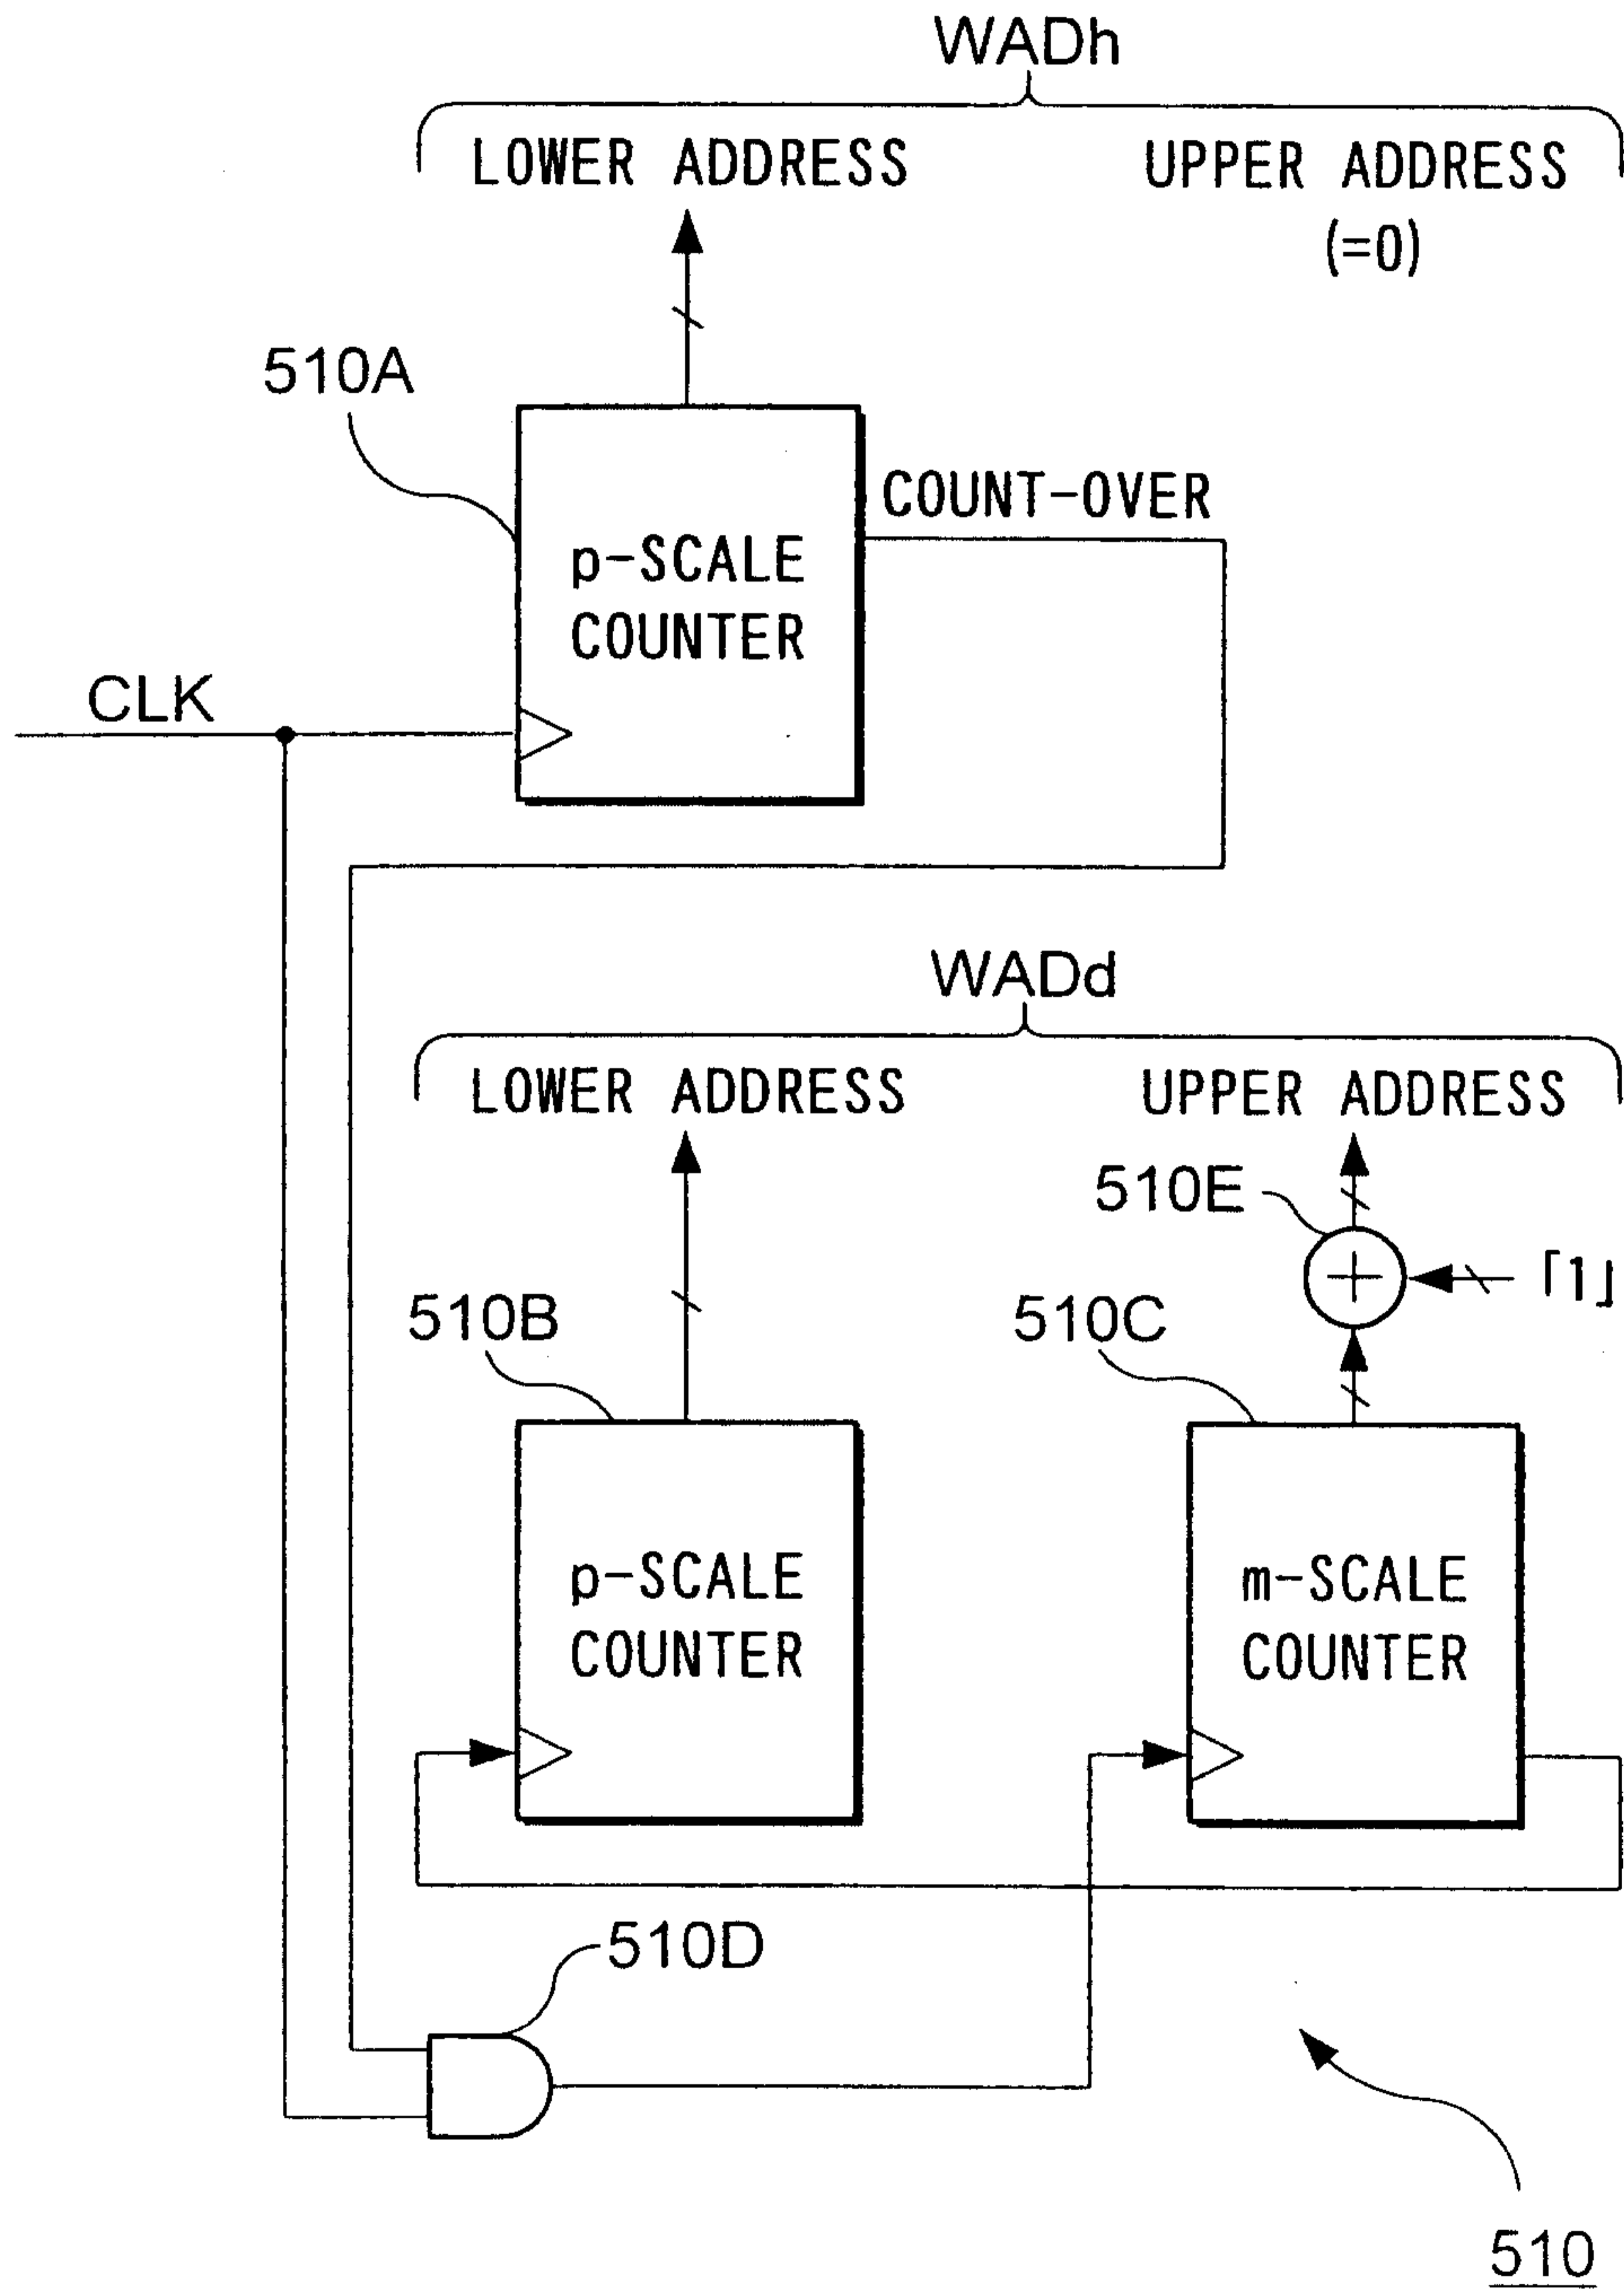 WADh
LOWER ADDRESS UPPER ADDRESS
(=0)
510A
COUNT-OVER
p-SCALE
COUNTER
CLK
WADd
LOWER ADDRESS UPPER ADDRESS
510E
「1」
510B
510C
p-SCALE
COUNTER
m-SCALE
COUNTER
510D
510